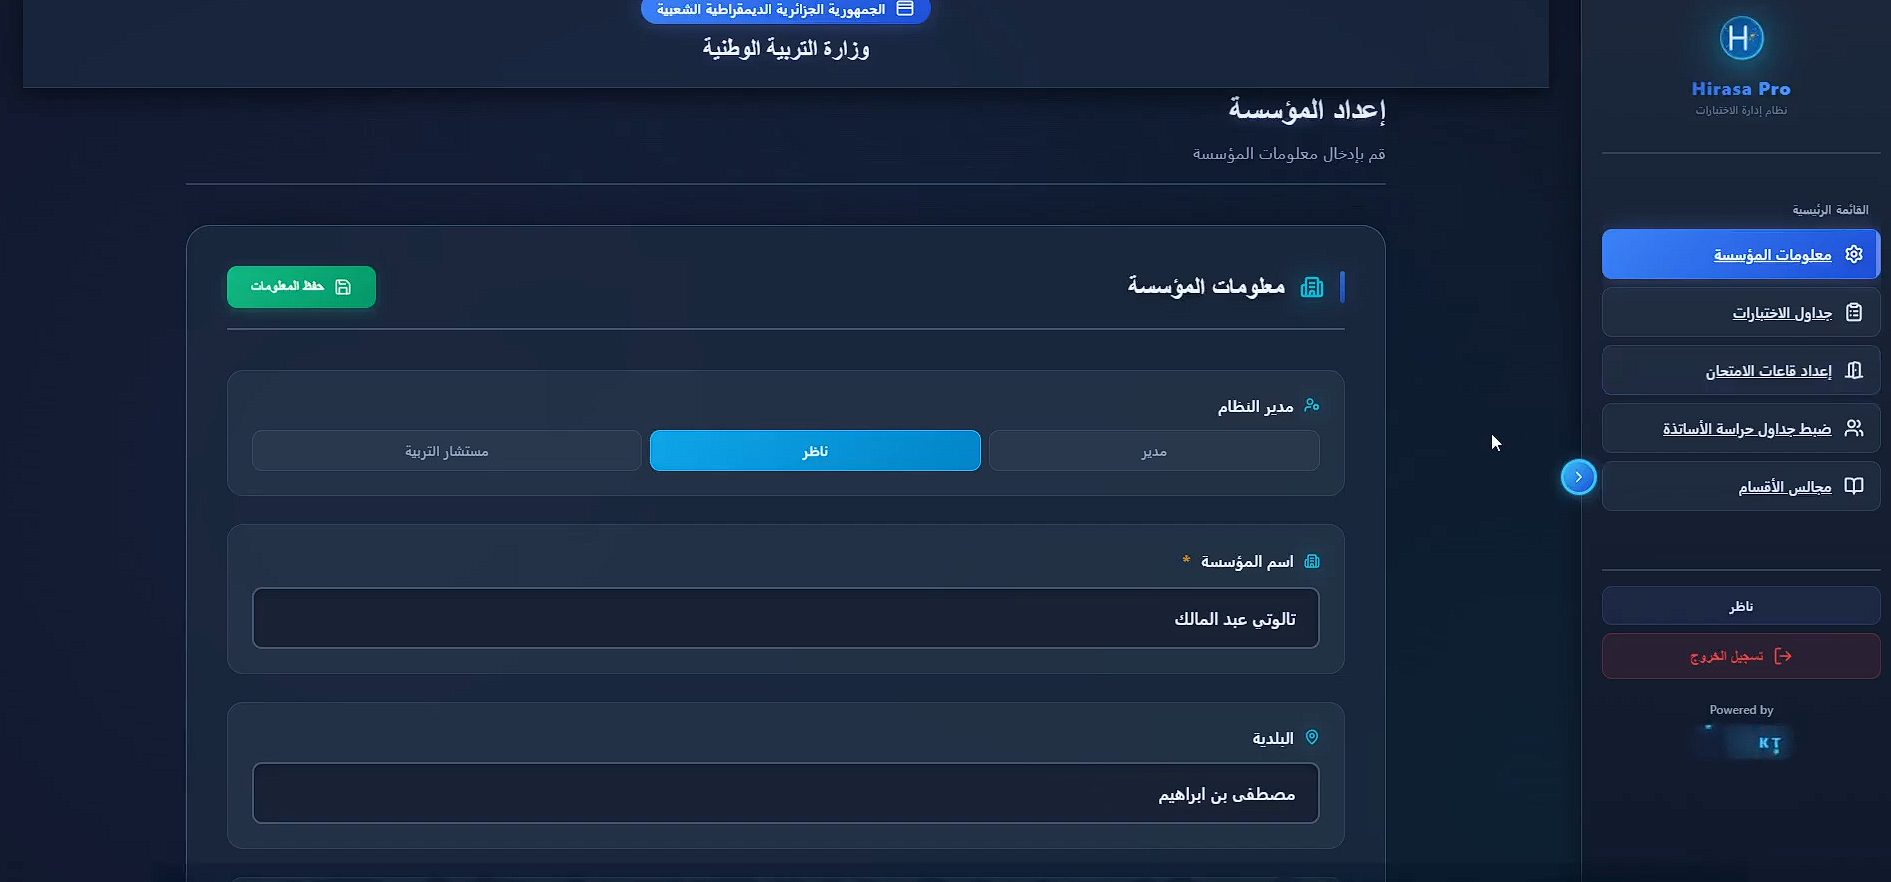 الجمهورية الجزائرية الديمقراطية الشعبية
وزارة التربية الوطنية
إعداد المؤسسة
قم بإدخال معلومات المؤسسة
معلومات المؤسسة
حفظ المعلومات
مدير النظام
مدير
ناظر
مستشار التربية
اسم المؤسسة *
تالوتي عبد المالك
البلدية
مصطفى بن ابراهيم
H
Hirasa Pro
نظام إدارة الاختبارات
القائمة الرئيسية
معلومات المؤسسة
جداول الاختبارات
إعداد قاعات الامتحان
ضبط جداول حراسة الأساتذة
مجالس الأقسام
ناظر
تسجيل الخروج
Powered by